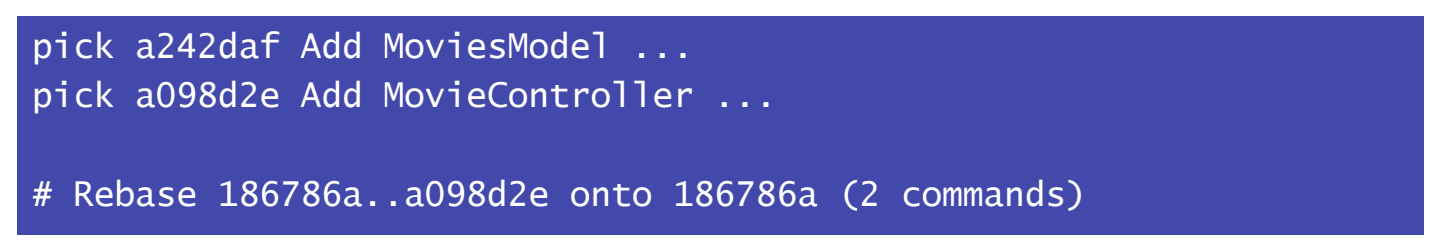 pick a242daf Add MoviesModel ...
pick a098d2e Add MovieController ...
# Rebase 186786a..a098d2e onto 186786a (2 commands)